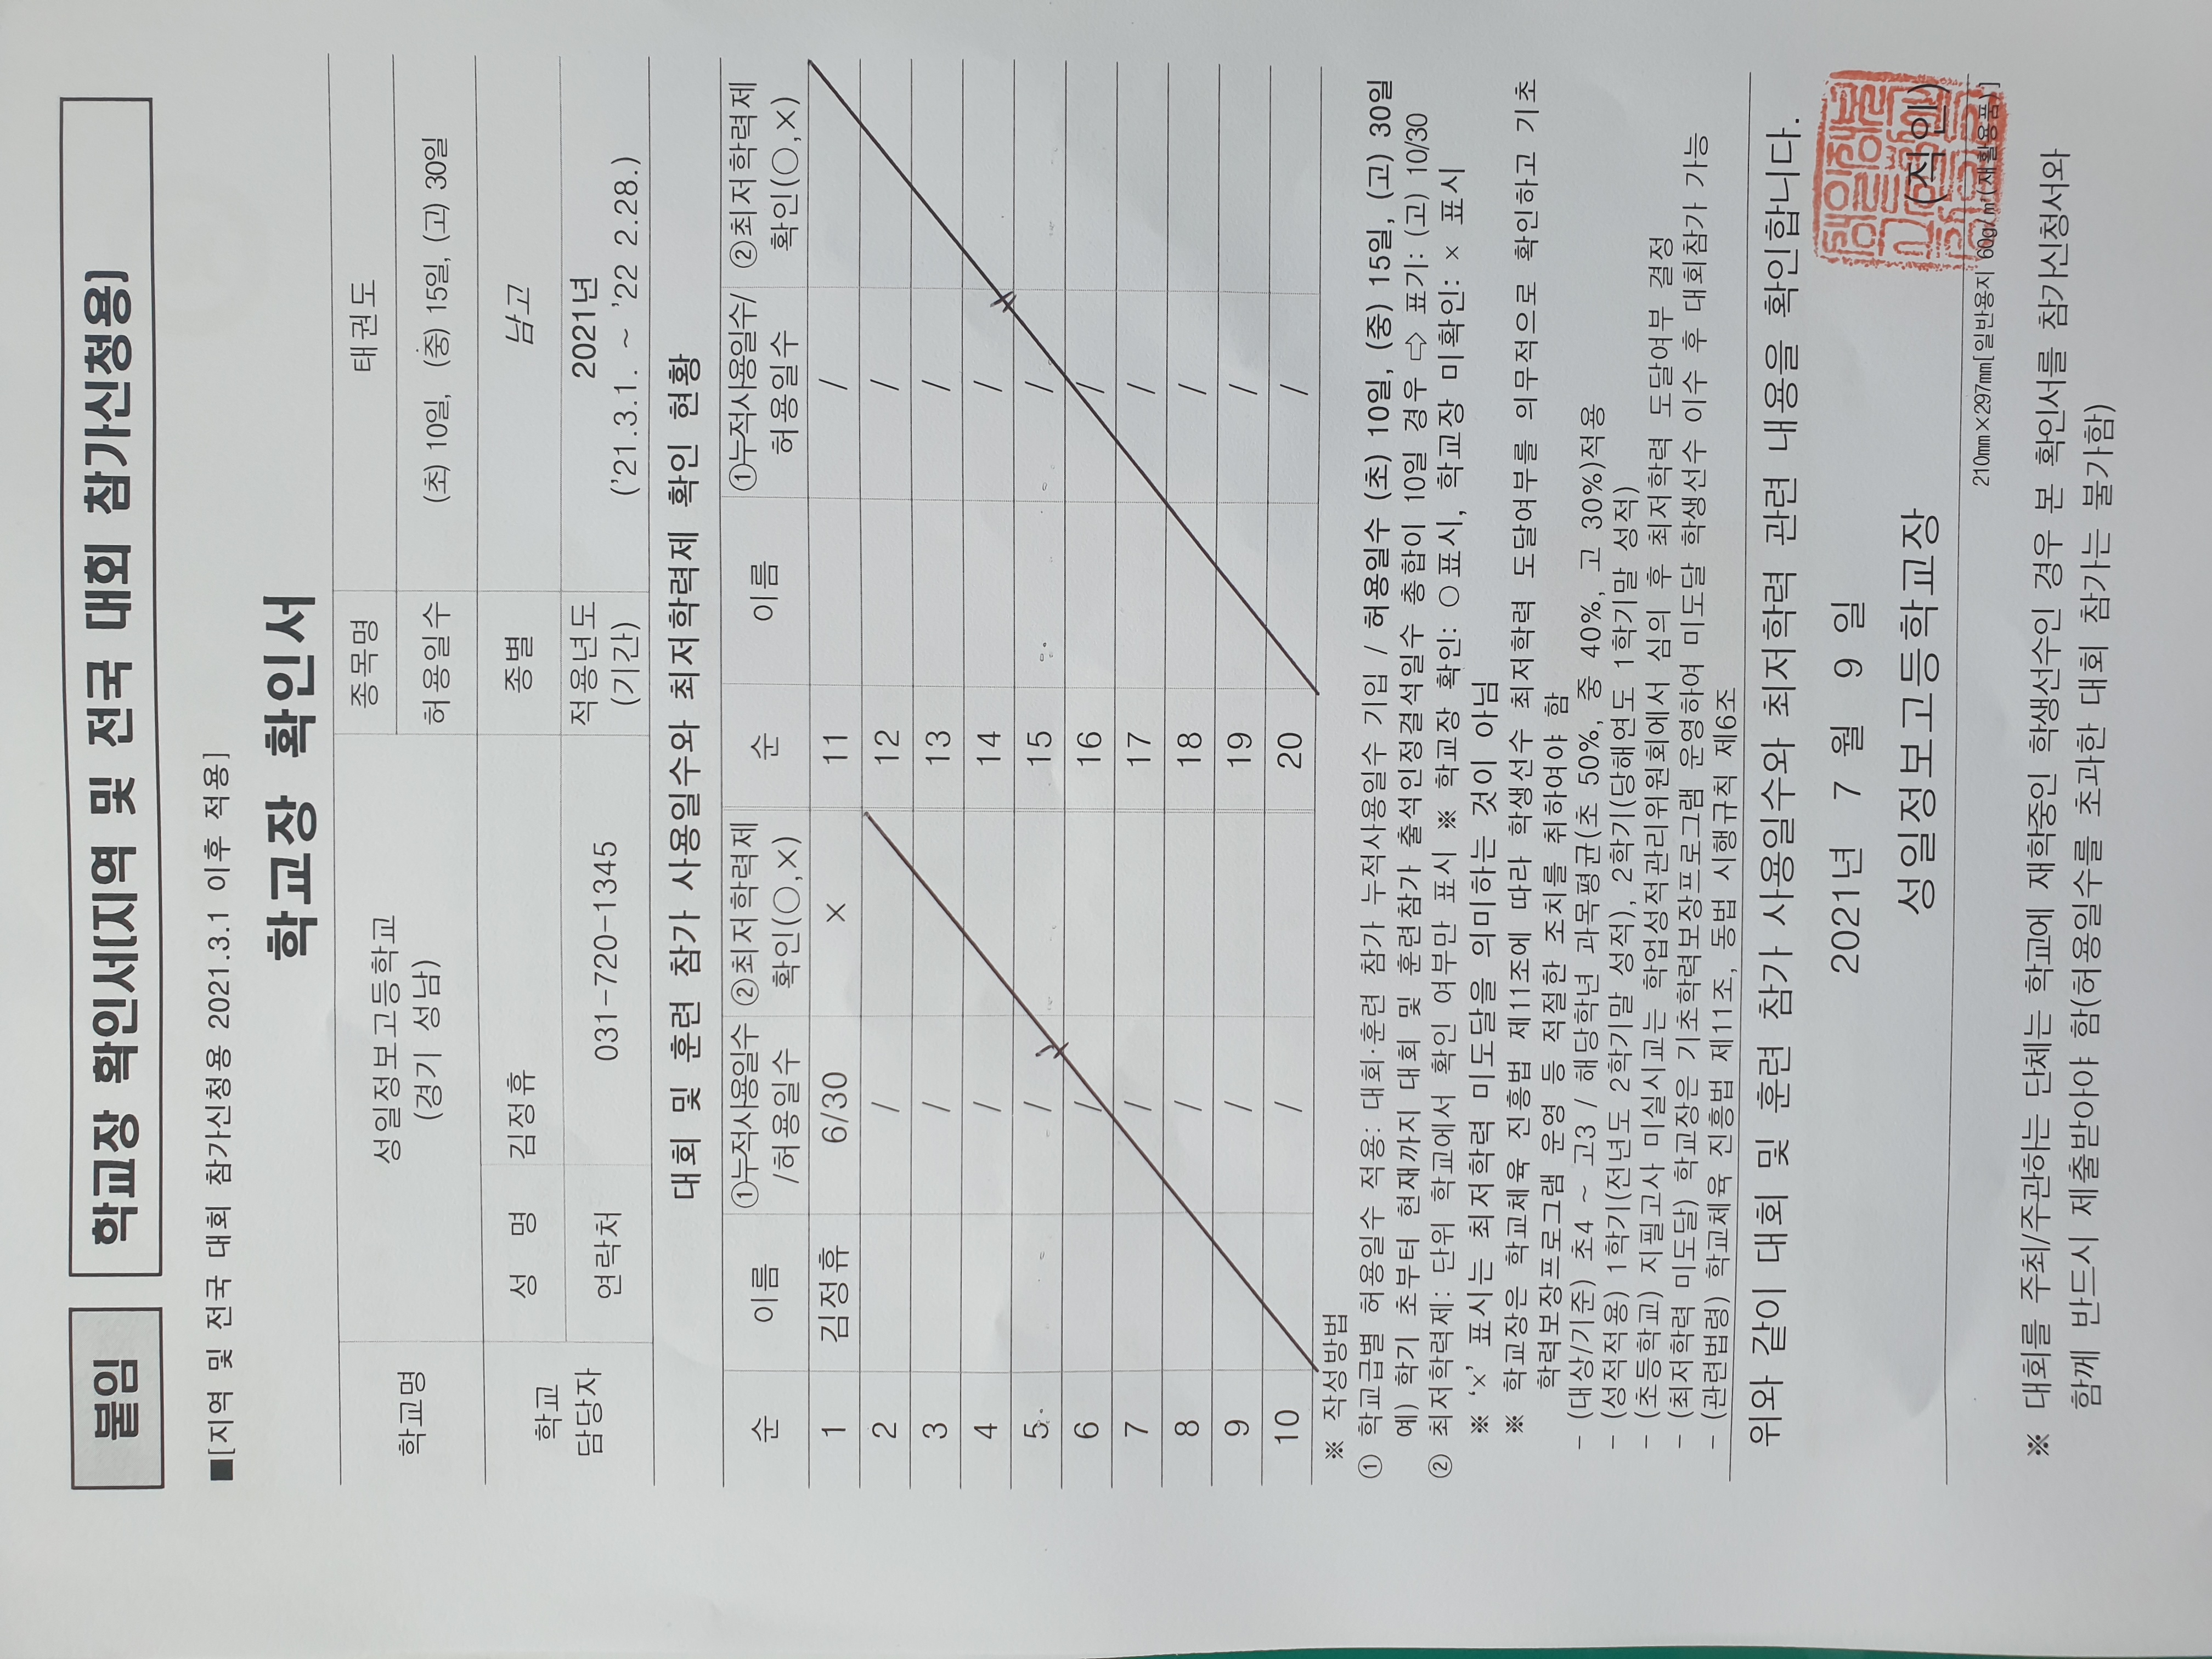 붙임
학교장 확인서[지역 및 전국 대회 참가신청용]
■[지역 및 전국 대회 참가신청용 2021.3.1 이후 적용]
학교장 확인서
학교명 성일정보고등학교 (경기 성남) 종목명 태권도
허용일수 (초) 10일, (중) 15일, (고) 30일
학교 담당자 성 명 김정휴 종별 남고
연락처 031-720-1345 적용년도 (기간) 2021년 ('21.3.1. ~ '22 2.28.)
대회 및 훈련 참가 사용일수와 최저학력제 확인 현황
순 이름 ①누적사용일수/허용일수 ②최저학력제 확인(○,×) 순 이름 ①누적사용일수/허용일수 ②최저학력제 확인(○,×)
1 김정휴 6/30 × 11 /
2 / 12 /
3 / 13 /
4 / 14 /
5 / 15 /
6 / 16 /
7 / 17 /
8 / 18 /
9 / 19 /
10 / 20 /
※ 작성방법
① 학교급별 허용일수 적용: 대회·훈련 참가 누적사용일수 기입 / 허용일수 (초) 10일, (중) 15일, (고) 30일
예) 학기 초부터 현재까지 대회 및 훈련참가 출석인정결석일수 총합이 10일 경우 ⇨ 표기: (고) 10/30
② 최저학력제: 단위 학교에서 확인 여부만 표시 ※ 학교장 확인: ○표시, 학교장 미확인: × 표시
※ '×' 표시는 최저학력 미도달을 의미하는 것이 아님
※ 학교장은 학교체육 진흥법 제11조에 따라 학생선수 최저학력 도달여부를 의무적으로 확인하고 기초
학력보장프로그램 운영 등 적절한 조치를 취하여야 함
- (대상/기준) 초4 ~ 고3 / 해당학년 과목평균(초 50%, 중 40%, 고 30%)적용
- (성적적용) 1학기(전년도 2학기말 성적), 2학기(당해연도 1학기말 성적)
- (초등학교) 지필고사 미실시교는 학업성적관리위원회에서 심의 후 최저학력 도달여부 결정
- (최저학력 미도달) 학교장은 기초학력보장프로그램 운영하여 미도달 학생선수 이수 후 대회참가 가능
- (관련법령) 학교체육 진흥법 제11조, 동법 시행규칙 제6조
위와 같이 대회 및 훈련 참가 사용일수와 최저학력 관련 내용을 확인합니다.
2021년 7 월 9 일
성일정보고등학교장 (직인)
210㎜×297㎜[일반용지 60g/㎡(재활용품)]
※ 대회를 주최/주관하는 단체는 학교에 재학중인 학생선수인 경우 본 확인서를 참가신청서와
함께 반드시 제출받아야 함(허용일수를 초과한 대회 참가는 불가함)